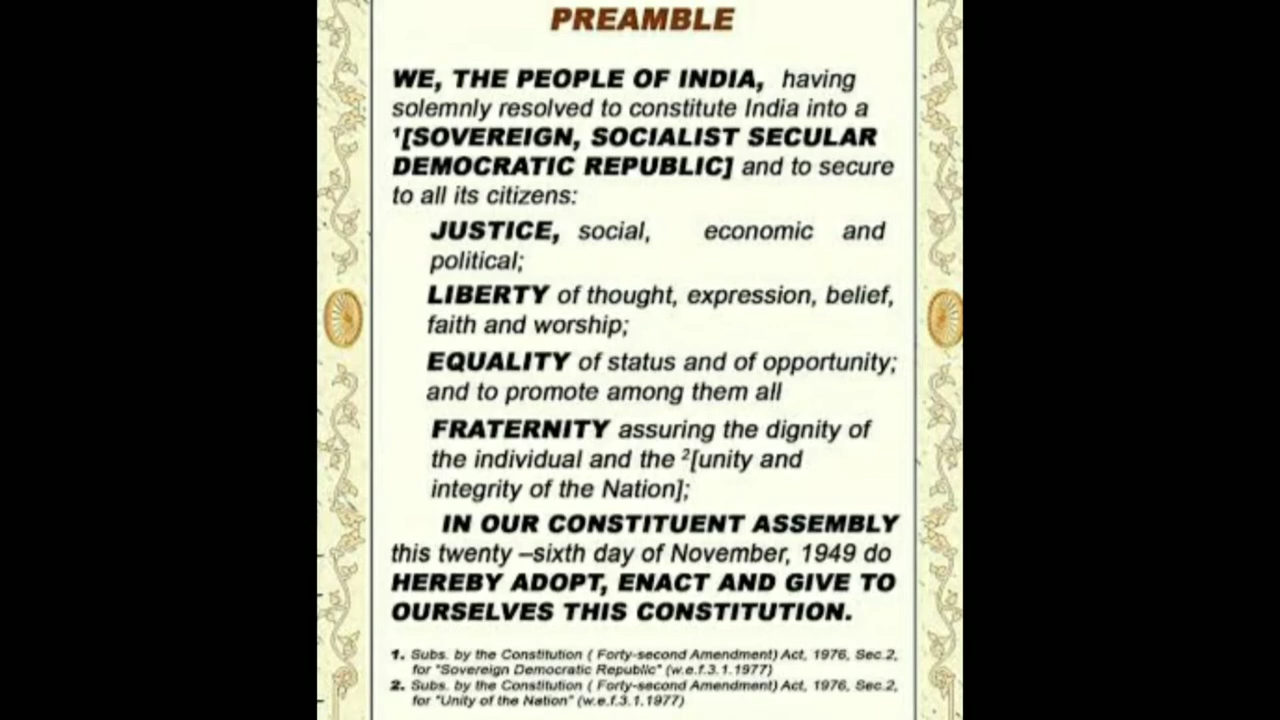 PREAMBLE
WE, THE PEOPLE OF INDIA, having
solemnly resolved to constitute India into a
¹[SOVEREIGN, SOCIALIST SECULAR
DEMOCRATIC REPUBLIC] and to secure
to all its citizens:
JUSTICE, social, economic and
political;
LIBERTY of thought, expression, belief,
faith and worship;
EQUALITY of status and of opportunity;
and to promote among them all
FRATERNITY assuring the dignity of
the individual and the ²[unity and
integrity of the Nation];
IN OUR CONSTITUENT ASSEMBLY
this twenty –sixth day of November, 1949 do
HEREBY ADOPT, ENACT AND GIVE TO
OURSELVES THIS CONSTITUTION.
1. Subs. by the Constitution ( Forty-second Amendment) Act, 1976, Sec.2,
for "Sovereign Democratic Republic" (w.e.f.3.1.1977)
2. Subs. by the Constitution ( Forty-second Amendment) Act, 1976, Sec.2,
for "Unity of the Nation" (w.e.f.3.1.1977)